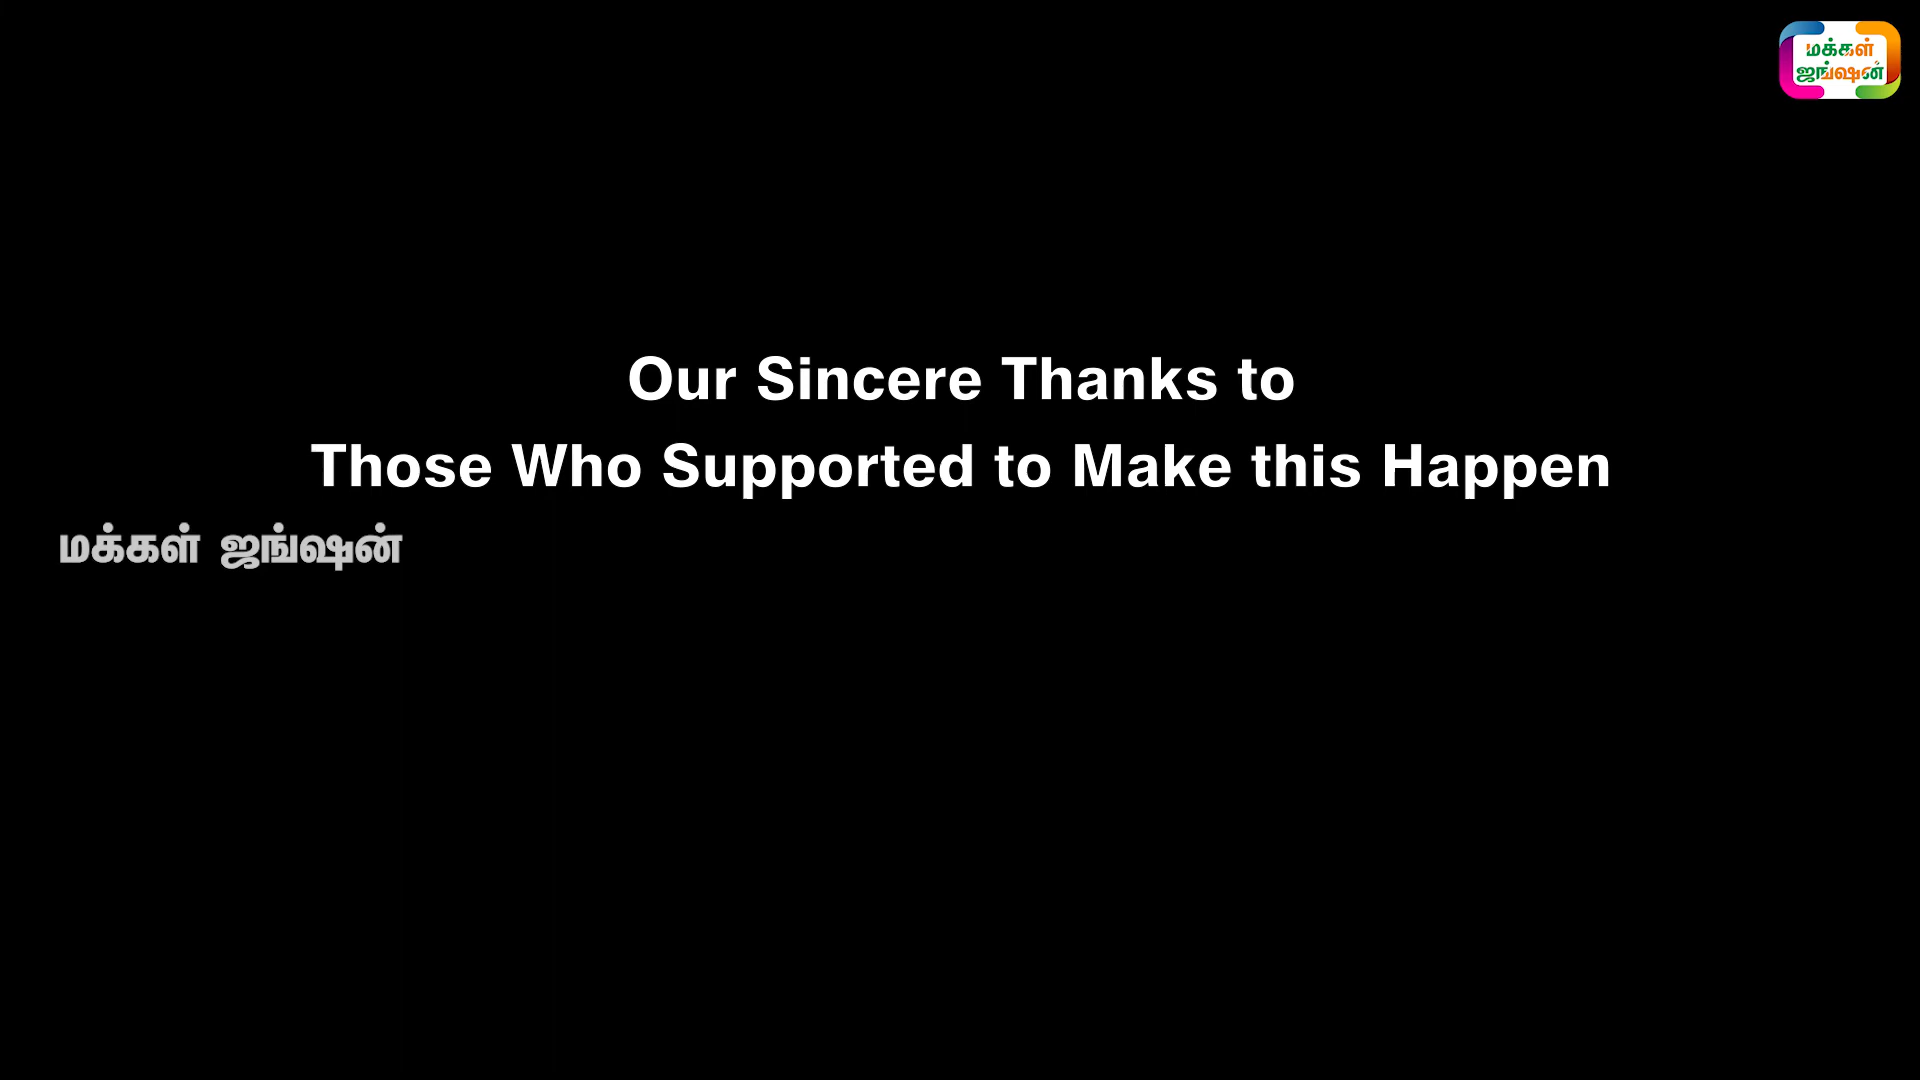 மக்கள்
ஜங்ஷன்
Our Sincere Thanks to
Those Who Supported to Make this Happen
மக்கள் ஜங்ஷன்